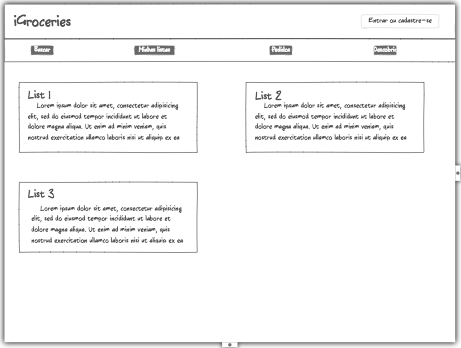 iGroceries
Entrar ou cadastre-se
Buscar
Minhas listas
Pedidos
Descobrir
List 1
Lorem ipsum dolor sit amet, consectetur adipisicing
elit, sed do eiusmod tempor incididunt ut labore et
dolore magna aliqua. Ut enim ad minim veniam, quis
nostrud exercitation ullamco laboris nisi ut aliquip ex ea
List 2
Lorem ipsum dolor sit amet, consectetur adipisicing
elit, sed do eiusmod tempor incididunt ut labore et
dolore magna aliqua. Ut enim ad minim veniam, quis
nostrud exercitation ullamco laboris nisi ut aliquip ex ea
List 3
Lorem ipsum dolor sit amet, consectetur adipisicing
elit, sed do eiusmod tempor incididunt ut labore et
dolore magna aliqua. Ut enim ad minim veniam, quis
nostrud exercitation ullamco laboris nisi ut aliquip ex ea